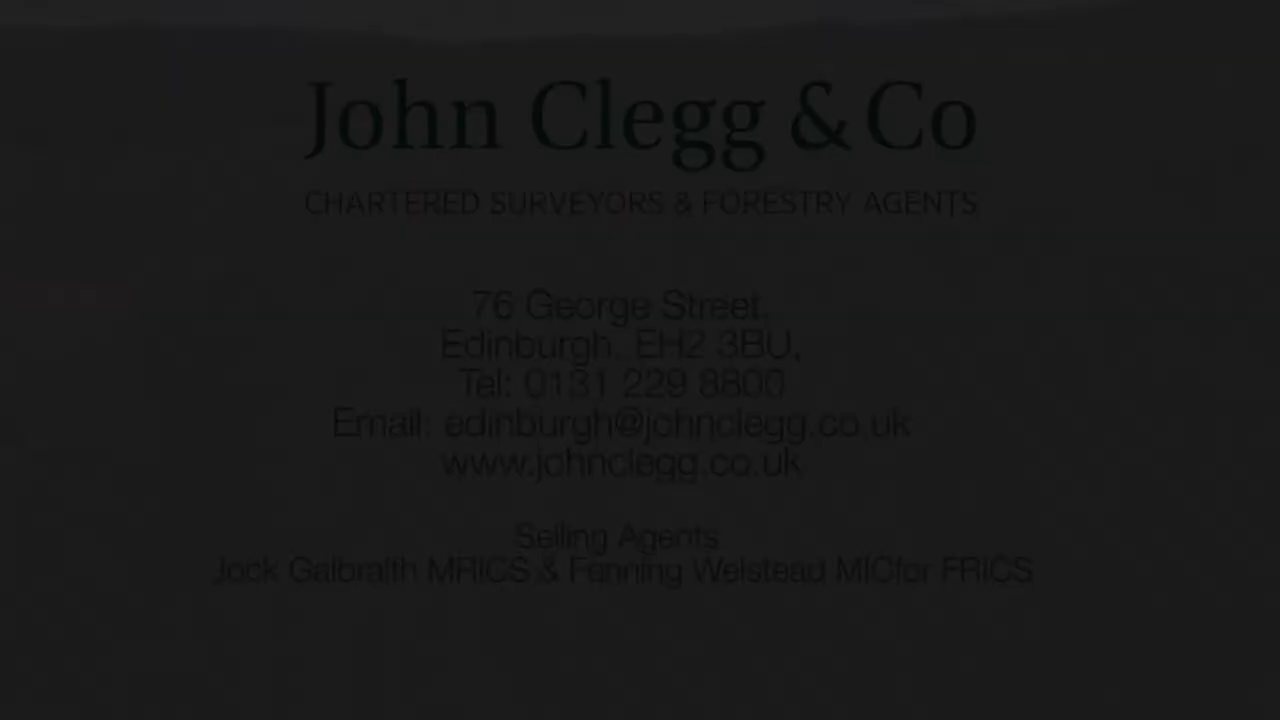 John Clegg & Co
CHARTERED SURVEYORS & FORESTRY AGENTS
76 George Street,
Edinburgh, EH2 3BU,
Tel: 0131 229 8800
Email: edinburgh@johnclegg.co.uk
www.johnclegg.co.uk
Selling Agents
Jock Galbraith MRICS & Fenning Welstead MICfor FRICS